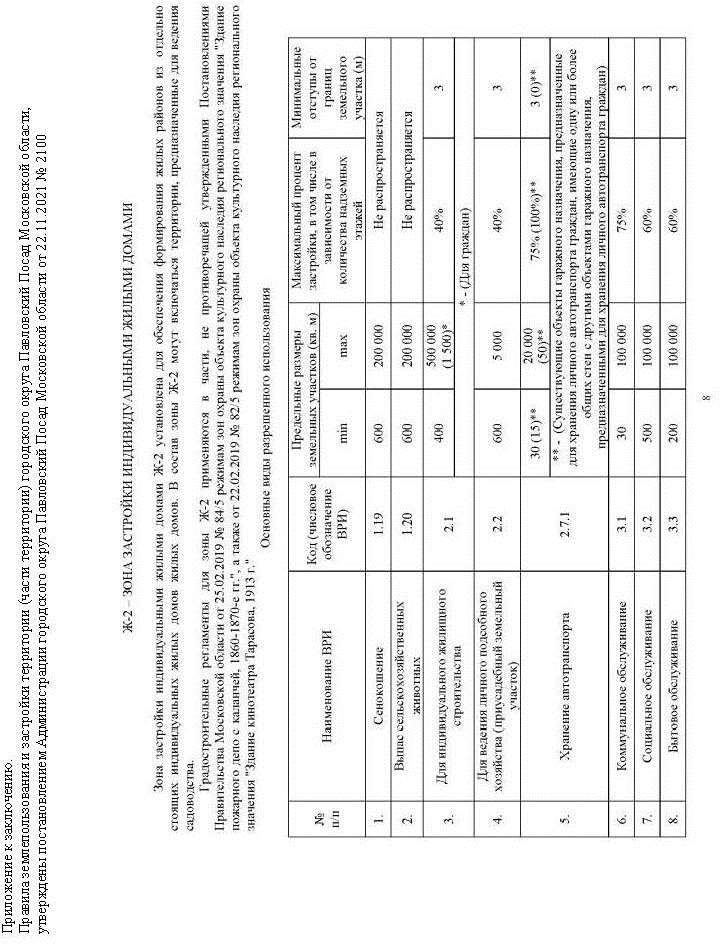 Приложение к заключению.
Правила землепользования и застройки территории (части территории) городского округа Павловский Посад Московской области,
утверждены постановлением Администрации городского округа Павловский Посад Московской области от 22.11.2021 № 2100
Ж-2 – ЗОНА ЗАСТРОЙКИ ИНДИВИДУАЛЬНЫМИ ЖИЛЫМИ ДОМАМИ
Зона застройки индивидуальными жилыми домами Ж-2 установлена для обеспечения формирования жилых районов из отдельно
стоящих индивидуальных жилых домов жилых домов. В состав зоны Ж-2 могут включаться территории, предназначенные для ведения
садоводства.
Градостроительные регламенты для зоны Ж-2 применяются в части, не противоречащей утвержденными Постановлениями
Правительства Московской области от 25.02.2019 № 84/5 режимам зон охраны объекта культурного наследия регионального значения "Здание
пожарного депо с каланчей, 1860-1870-е гг.", а также от 22.02.2019 № 82/5 режимам зон охраны объекта культурного наследия регионального
значения "Здание кинотеатра Тарасова, 1913 г."
Основные виды разрешенного использования
№ п/п Наименование ВРИ Код (числовое обозначение ВРИ) Предельные размеры земельных участков (кв. м) min max Максимальный процент застройки, в том числе в зависимости от количества надземных этажей Минимальные отступы от границ земельного участка (м)
1. Сенокошение 1.19 600 200 000 Не распространяется
2. Выпас сельскохозяйственных животных 1.20 600 200 000 Не распространяется
3. Для индивидуального жилищного строительства 2.1 400 500 000 (1 500)* 40% 3
* - (Для граждан)
4. Для ведения личного подсобного хозяйства (приусадебный земельный участок) 2.2 600 5 000 40% 3
5. Хранение автотранспорта 2.7.1 30 (15)** 20 000 (50)** 75% (100%)** 3 (0)**
** - (Существующие объекты гаражного назначения, предназначенные
для хранения личного автотранспорта граждан, имеющие одну или более
общих стен с другими объектами гаражного назначения,
предназначенными для хранения личного автотранспорта граждан)
6. Коммунальное обслуживание 3.1 30 100 000 75% 3
7. Социальное обслуживание 3.2 500 100 000 60% 3
8. Бытовое обслуживание 3.3 200 100 000 60% 3
8